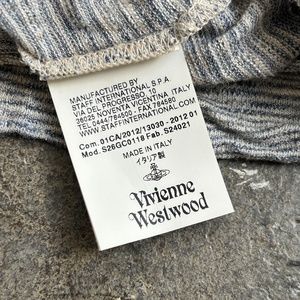 MANUFACTURED BY
STAFF INTERNATIONAL S.P.A.
VIA DEL PROGRESSO, 10
36025 NOVENTA VICENTINA, ITALY
TEL 0444/784500 - FAX 784580
WWW.STAFFINTERNATIONAL.COM
Com. 01CA/2012/13030 - 2012 01
Mod. S26GC0118 Fab. S24021
MADE IN ITALY
イタリア製
Vivienne
Westwood